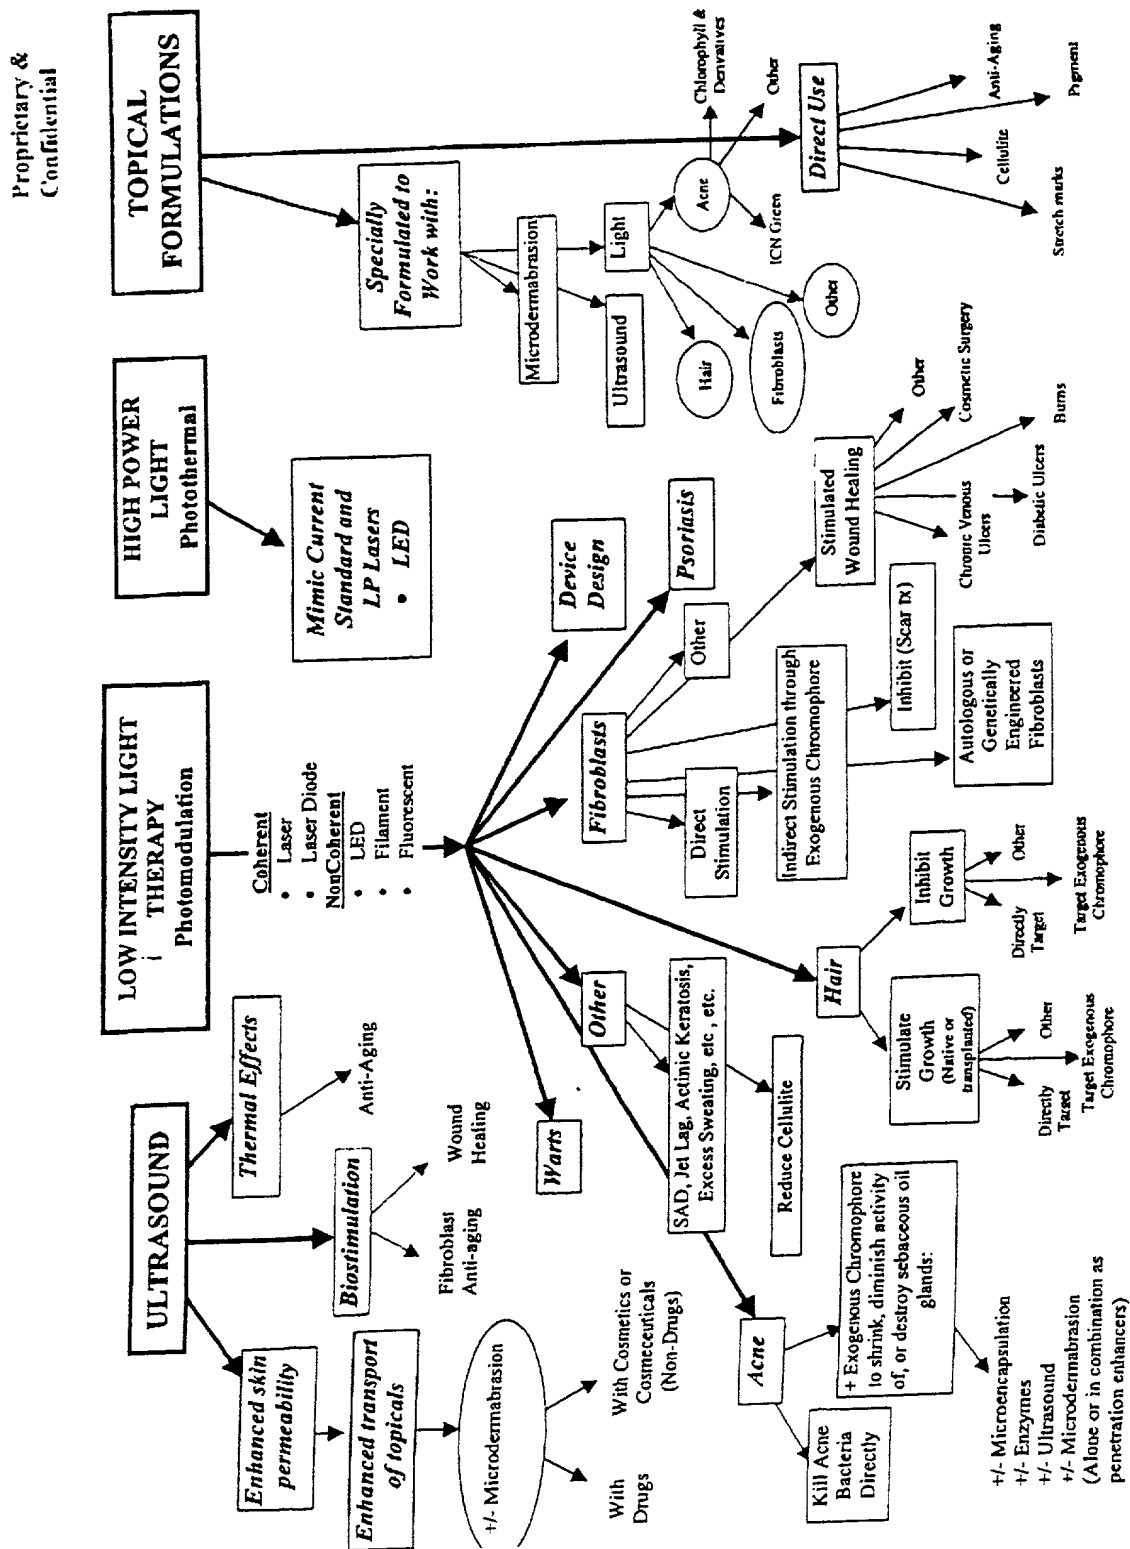 Proprietary &
Confidential
ULTRASOUND
Enhanced skin
permeability
Enhanced transport
of topicals
+/- Microdermabrasion
With
Drugs
With Cosmetics or
Cosmeceuticals
(Non-Drugs)
Biostimulation
Fibroblast
Anti-aging
Wound
Healing
Thermal Effects
Anti-Aging
LOW INTENSITY LIGHT
THERAPY
Photomodulation
Coherent
• Laser
• Laser Diode
NonCoherent
• LED
• Filament
• Fluorescent
Warts
Acne
Kill Acne
Bacteria
Directly
+ Exogenous Chromophore
to shrink, diminish activity
of, or destroy sebaceous oil
glands:
+/- Microencapsulation
+/- Enzymes
+/- Ultrasound
+/- Microdermabrasion
(Alone or in combination as
penetration enhancers)
Other
SAD, Jet Lag, Actinic Keratosis,
Excess Sweating, etc., etc.
Reduce Cellulite
Hair
Stimulate
Growth
(Native or
transplanted)
Directly
Target
Other
Target Exogenous
Chromophore
Inhibit
Growth
Directly
Target
Other
Target Exogenous
Chromophore
Fibroblasts
Direct
Stimulation
Indirect Stimulation through
Exogenous Chromophore
Autologous or
Genetically
Engineered
Fibroblasts
Inhibit (Scar tx)
Other
Stimulated
Wound Healing
Chronic Venous
Ulcers
Diabetic Ulcers
Burns
Cosmetic Surgery
Other
Device
Design
Psoriasis
HIGH POWER
LIGHT
Photothermal
Mimic Current
Standard and
LP Lasers
• LED
TOPICAL
FORMULATIONS
Specially
Formulated to
Work with:
Microdermabrasion
Ultrasound
Light
Hair
Fibroblasts
Other
Acne
ICN Green
Chlorophyll &
Derivatives
Other
Direct Use
Stretch marks
Cellulite
Pigment
Anti-Aging